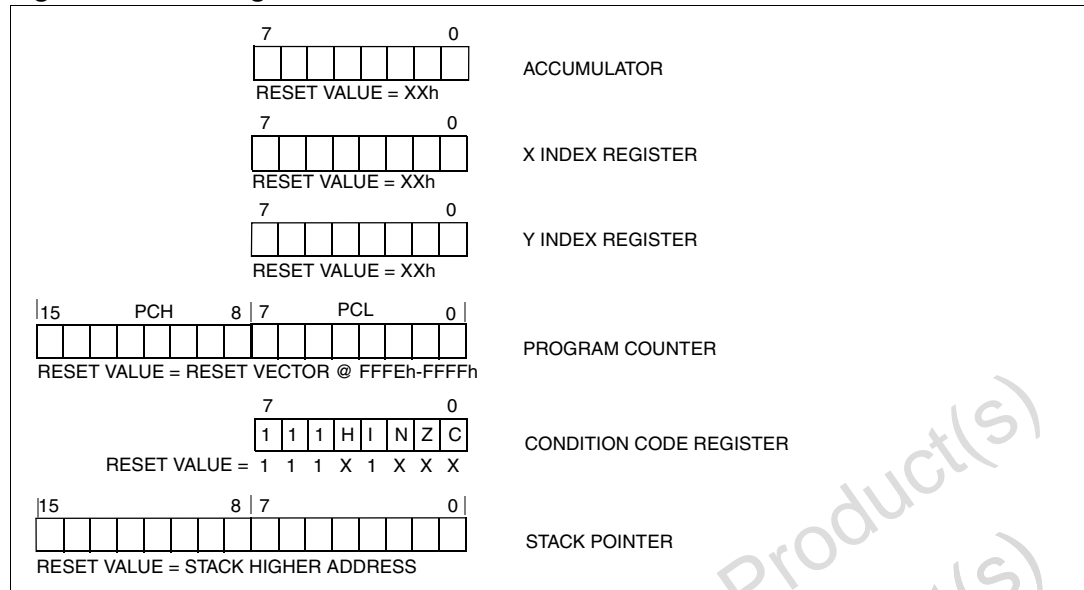 7 0
ACCUMULATOR
RESET VALUE = XXh
7 0
X INDEX REGISTER
RESET VALUE = XXh
7 0
Y INDEX REGISTER
RESET VALUE = XXh
15 PCH 8 7 PCL 0
PROGRAM COUNTER
RESET VALUE = RESET VECTOR @ FFFEh-FFFFh
7 0
1 1 1 H I N Z C
CONDITION CODE REGISTER
RESET VALUE = 1 1 1 X 1 X X X
15 8 7 0
STACK POINTER
RESET VALUE = STACK HIGHER ADDRESS
Product(s)